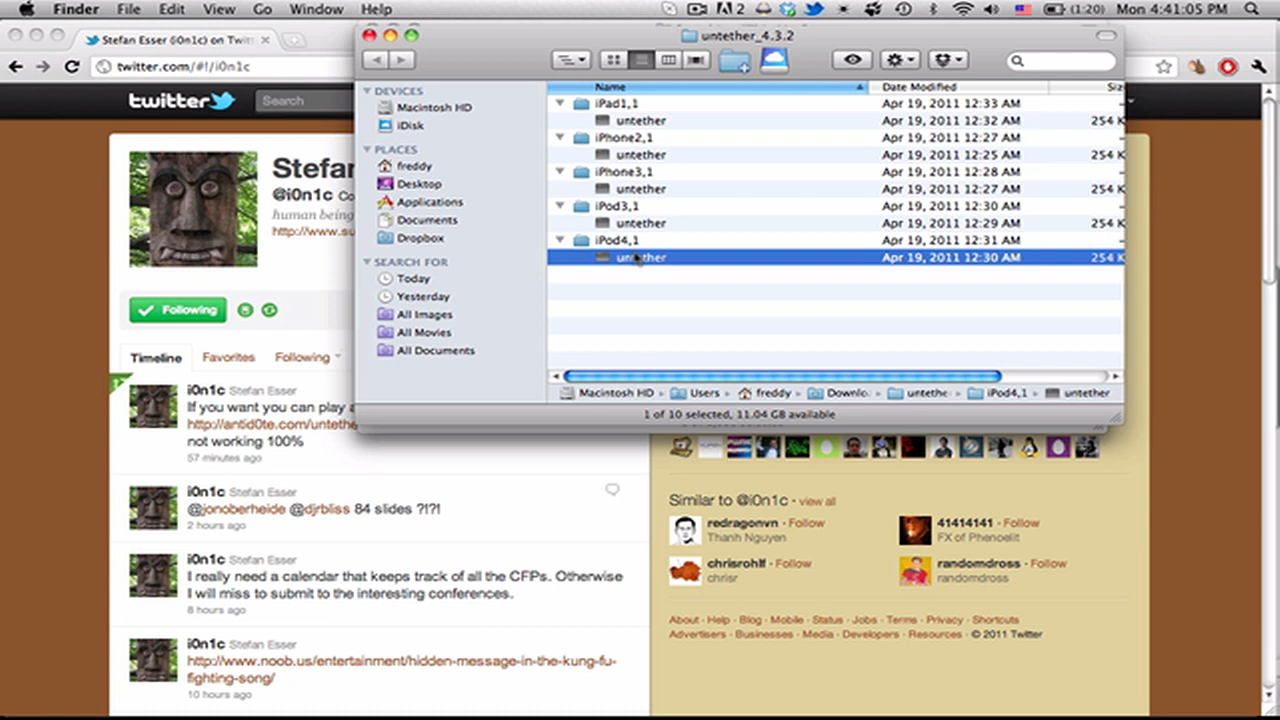 Finder File Edit View Go Window Help
2 (1:20) Mon 4:41:05 PM
Stefan Esser (i0n1c) on Twit
twitter.com/#!/i0n1c
twitter
Search
Stefan
@i0n1c
human being
http://www.su
Following
Timeline Favorites Following
i0n1c Stefan Esser
If you want you can play a
http://antid0te.com/untethe
not working 100%
57 minutes ago
i0n1c Stefan Esser
@jonoberheide @djrbliss 84 slides ?!?!
2 hours ago
i0n1c Stefan Esser
I really need a calendar that keeps track of all the CFPs. Otherwise
I will miss to submit to the interesting conferences.
8 hours ago
i0n1c Stefan Esser
http://www.noob.us/entertainment/hidden-message-in-the-kung-fu-
fighting-song/
10 hours ago
untether_4.3.2
DEVICES
Macintosh HD
iDisk
PLACES
freddy
Desktop
Applications
Documents
Dropbox
SEARCH FOR
Today
Yesterday
All Images
All Movies
All Documents
Name Date Modified Siz
iPad1,1 Apr 19, 2011 12:33 AM --
untether Apr 19, 2011 12:32 AM 254 K
iPhone2,1 Apr 19, 2011 12:27 AM --
untether Apr 19, 2011 12:25 AM 254 K
iPhone3,1 Apr 19, 2011 12:28 AM --
untether Apr 19, 2011 12:27 AM 254 K
iPod3,1 Apr 19, 2011 12:30 AM --
untether Apr 19, 2011 12:29 AM 254 K
iPod4,1 Apr 19, 2011 12:31 AM --
untether Apr 19, 2011 12:30 AM 254 K
Macintosh HD Users freddy Downlo untethe iPod4,1 untether
1 of 10 selected, 11.04 GB available
Similar to @i0n1c · view all
redragonvn · Follow
Thanh Nguyen
41414141 · Follow
FX of Phenoelit
chrisrohlf · Follow
chrisr
randomdross · Follow
randomdross
About · Help · Blog · Mobile · Status · Jobs · Terms · Privacy · Shortcuts
Advertisers · Businesses · Media · Developers · Resources · © 2011 Twitter